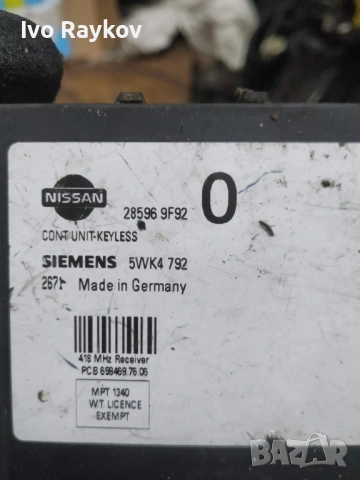 Ivo Raykov
NISSAN
28596 9F92
0
CONT UNIT-KEYLESS
SIEMENS 5WK4 792
Made in Germany
418 MHz Receiver
PCB 659469.76.06
MPT 1340
W.T. LICENCE
EXEMPT
BAZAR
.bg